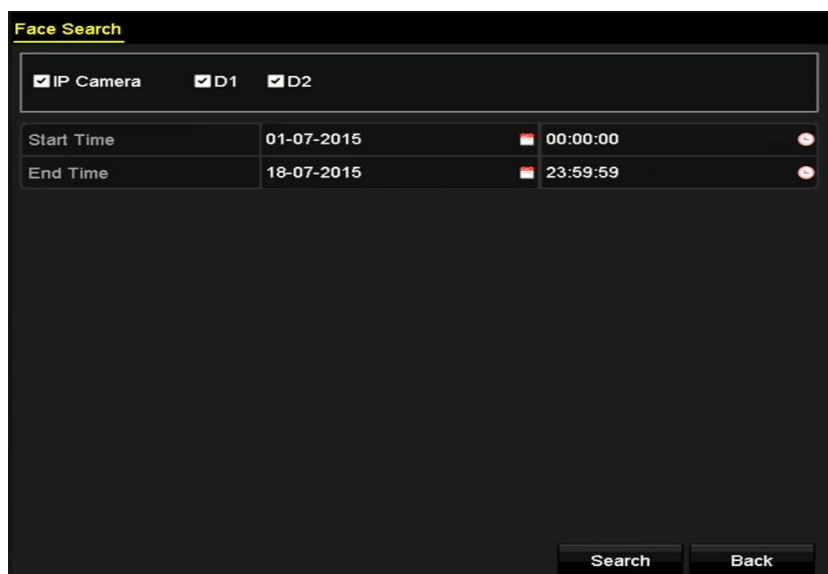 Face Search
IP Camera D1 D2
Start Time 01-07-2015 00:00:00
End Time 18-07-2015 23:59:59
Search Back